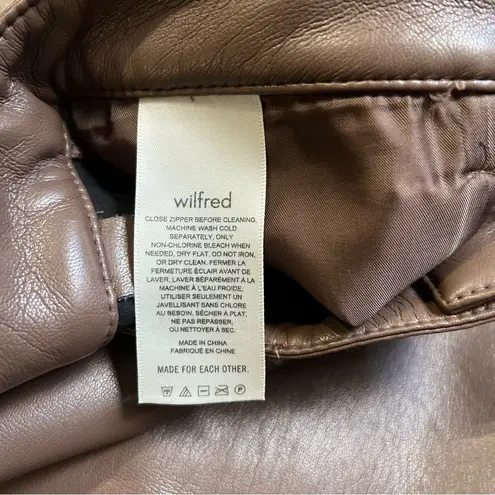 wilfred
CLOSE ZIPPER BEFORE CLEANING,
MACHINE WASH COLD
SEPARATELY, ONLY
NON-CHLORINE BLEACH WHEN
NEEDED, DRY FLAT, DO NOT IRON,
OR DRY CLEAN. FERMER LA
FERMETURE ÉCLAIR AVANT DE
LAVER, LAVER SÉPARÉMENT À LA
MACHINE À L'EAU FROIDE,
UTILISER SEULEMENT UN
JAVELLISANT SANS CHLORE
AU BESOIN, SÉCHER À PLAT,
NE PAS REPASSER,
OU NETTOYER À SEC.
MADE IN CHINA
FABRIQUÉ EN CHINE
MADE FOR EACH OTHER.